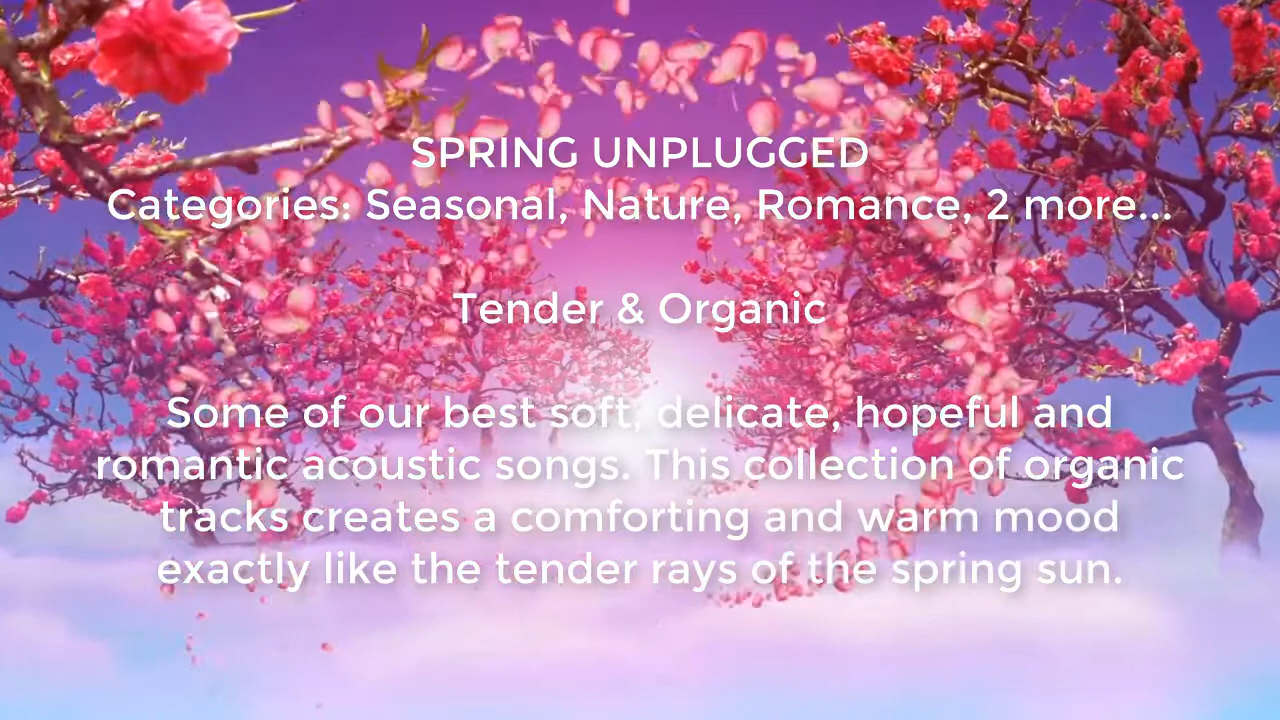 SPRING UNPLUGGED
Categories: Seasonal, Nature, Romance, 2 more...
Tender & Organic
Some of our best soft, delicate, hopeful and
romantic acoustic songs. This collection of organic
tracks creates a comforting and warm mood
exactly like the tender rays of the spring sun.